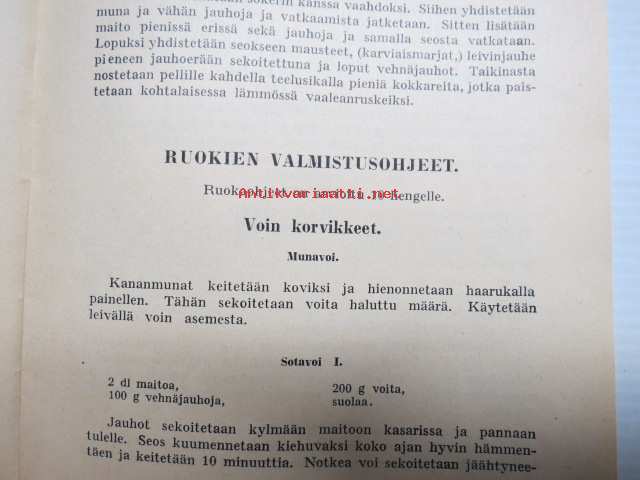 sokerin kanssa vaahdoksi. Siihen yhdistetään
muna ja vähän jauhoja ja vatkaamista jatketaan. Sitten lisätään
maito pienissä erissä sekä jauhoja ja samalla seosta vatkataan.
Lopuksi yhdistetään seokseen mausteet, (karviaismarjat,) leivinjauhe
pieneen jauhoerään sekoitettuna ja loput vehnäjauhot. Taikinasta
nostetaan pellille kahdella teelusikalla pieniä kokkareita, jotka pais-
tetaan kohtalaisessa lämmössä vaaleanruskeiksi.
RUOKIEN VALMISTUSOHJEET.
Ruokaohjeet on
Antikvariaatti.net
hengelle.
Voin korvikkeet.
Munavoi.
Kananmunat keitetään koviksi ja hienonnetaan haarukalla
painellen. Tähän sekoitetaan voita haluttu määrä. Käytetään
leivällä voin asemesta.
Sotavoi I.
2 dl maitoa,
100 g vehnäjauhoja,
200 g voita,
suolaa.
Jauhot sekoitetaan kylmään maitoon kasarissa ja pannaan
tulelle. Seos kuumennetaan kiehuvaksi koko ajan hyvin hämmen-
täen ja keitetään 10 minuuttia. Notkea voi sekoitetaan jäähtynee-